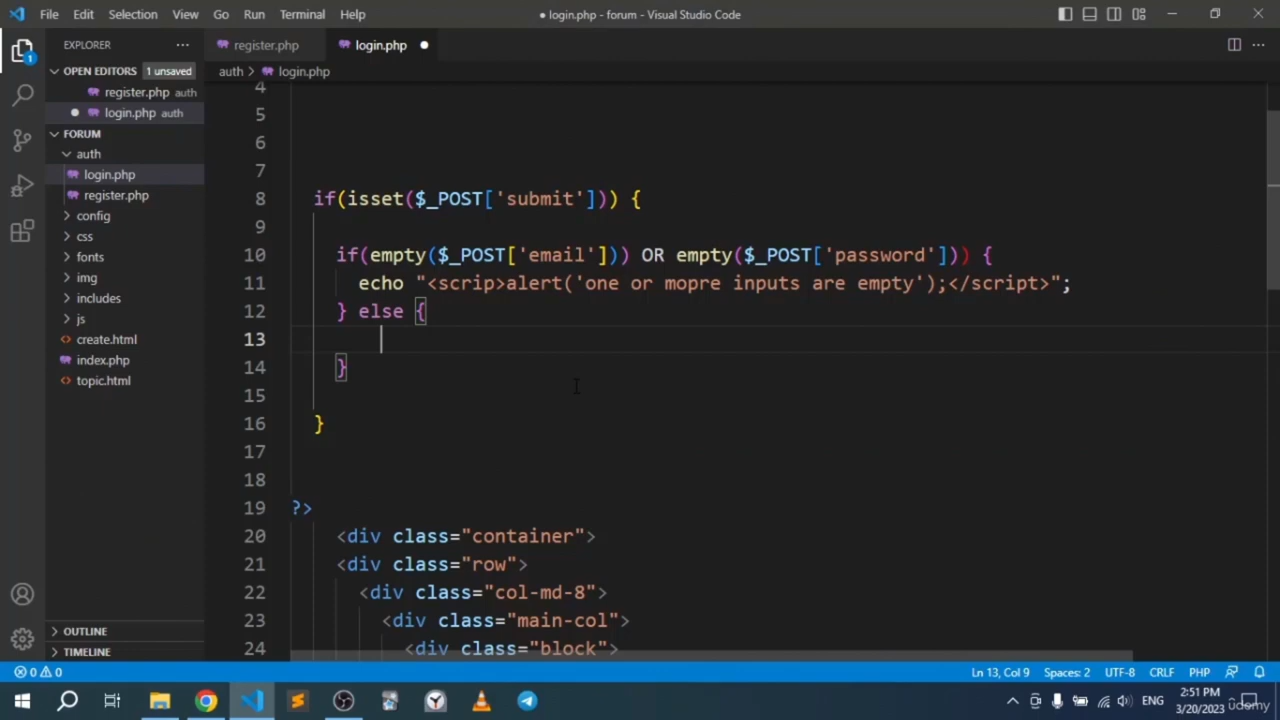 File Edit Selection View Go Run Terminal Help
● login.php - forum - Visual Studio Code
EXPLORER
register.php
login.php
OPEN EDITORS 1 unsaved
auth > login.php
register.php auth
login.php auth
FORUM
auth
login.php
register.php
config
css
fonts
img
includes
js
create.html
index.php
topic.html
OUTLINE
TIMELINE
4
5
6
7
8 if(isset($_POST['submit'])) {
9
10 if(empty($_POST['email'])) OR empty($_POST['password'])) {
11 echo "<scrip>alert('one or mopre inputs are empty');</script>";
12 } else {
13
14 }
15
16 }
17
18
19 ?>
20 <div class="container">
21 <div class="row">
22 <div class="col-md-8">
23 <div class="main-col">
24 <div class="block">
0 0 Ln 13, Col 9 Spaces: 2 UTF-8 CRLF PHP
1
ENG
2:51 PM
3/20/2023
udemy